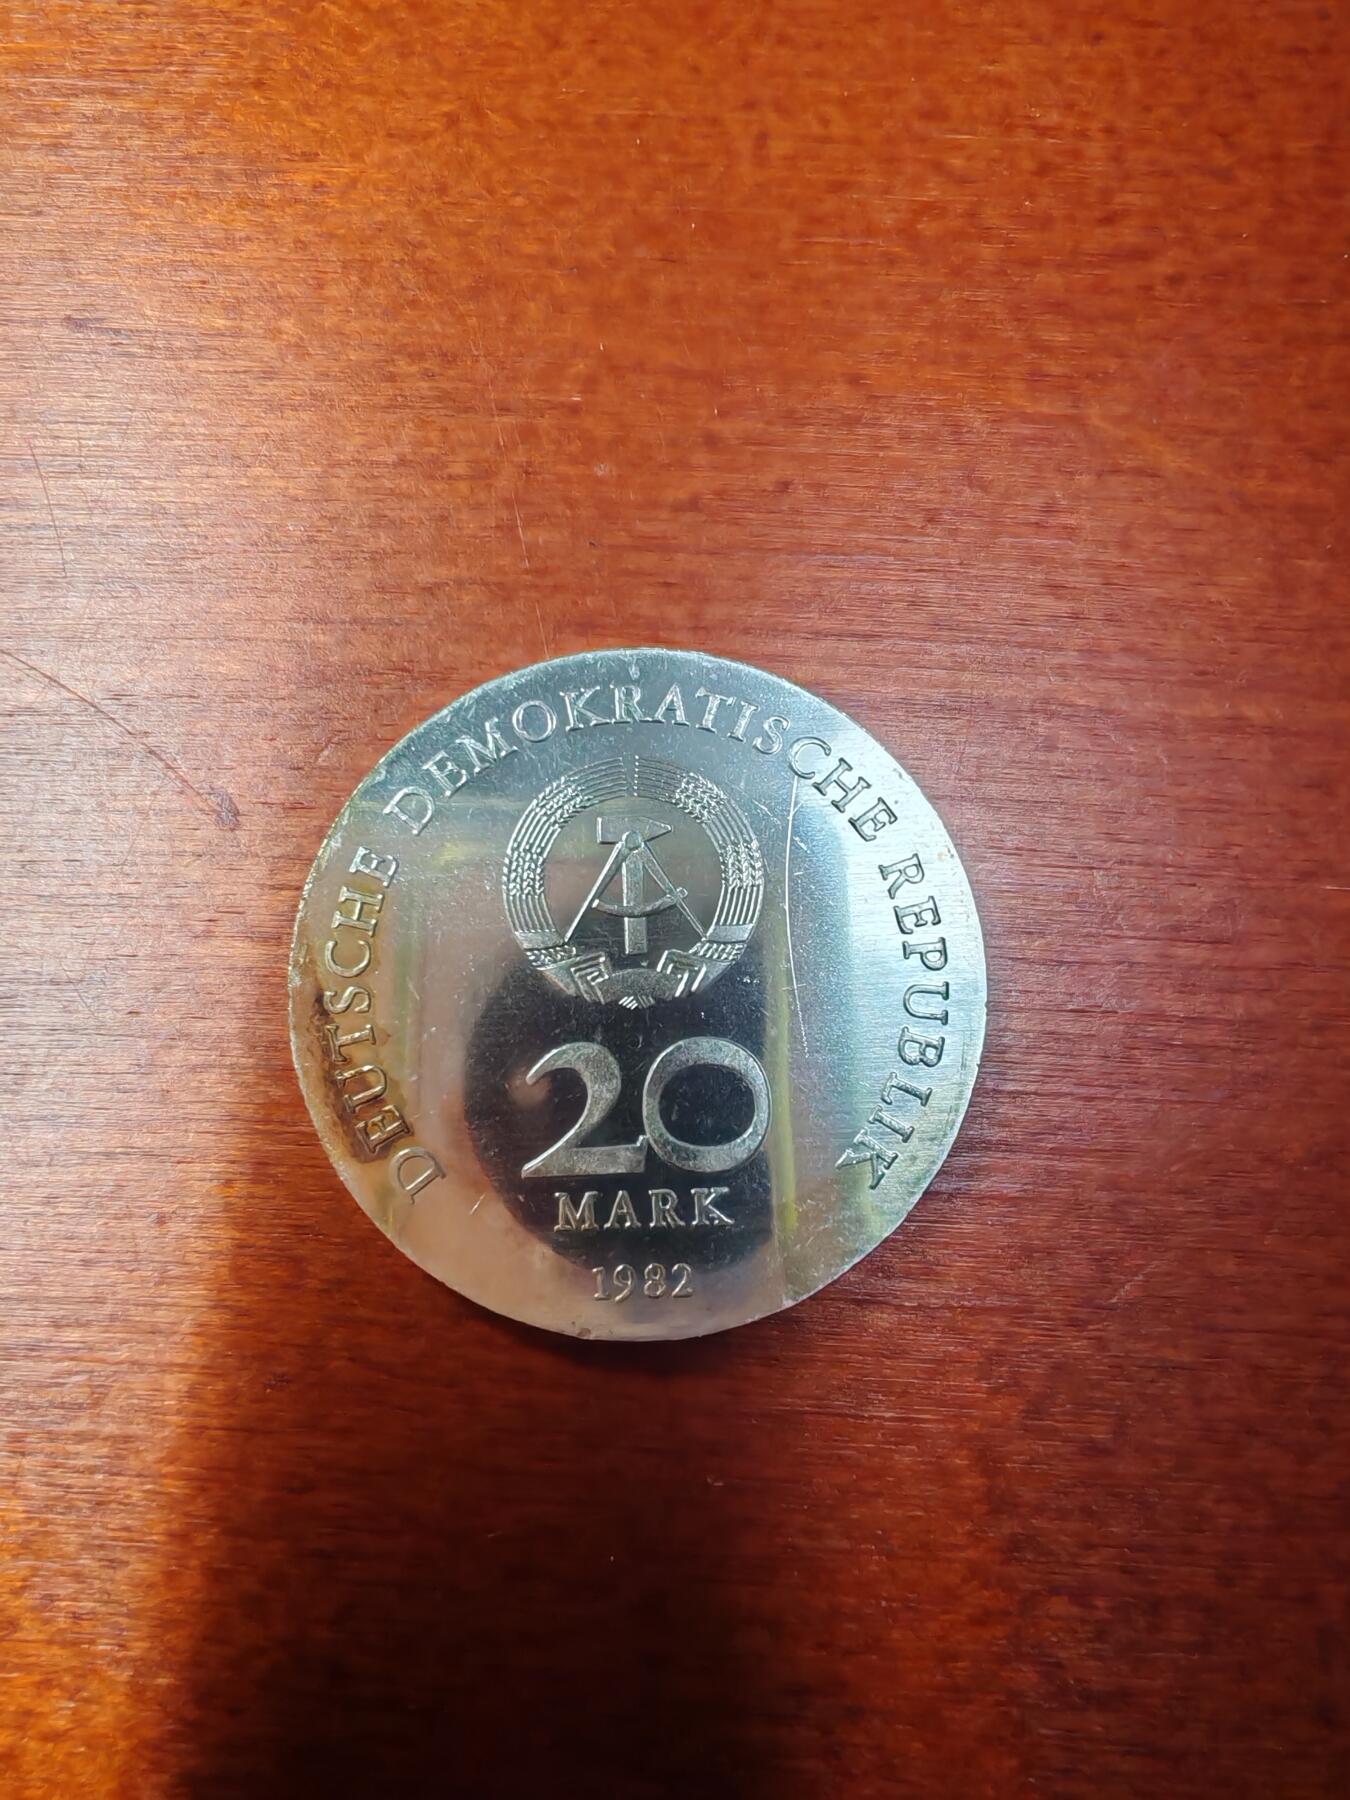 DEUTSCHE DEMOKRATISCHE REPUBLIK
20
MARK
1982